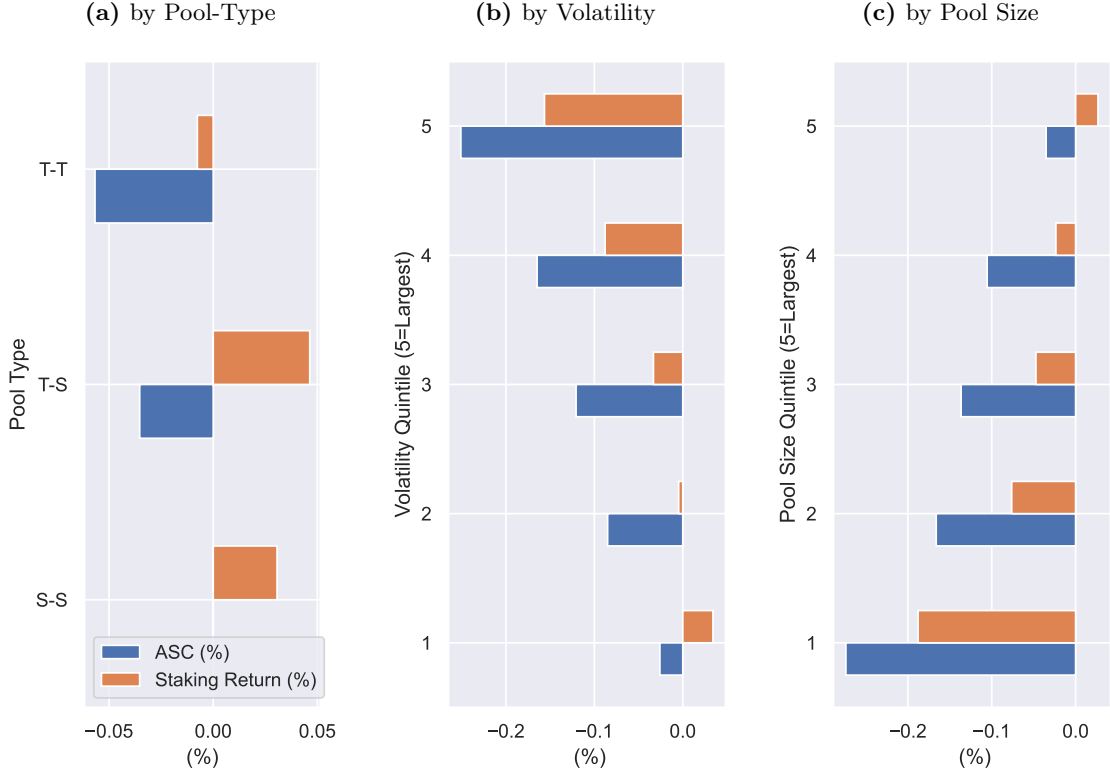 (a) by Pool-Type
Pool Type
T-T
T-S
S-S
ASC (%)
Staking Return (%)
−0.05
0.00
0.05
(%)
(b) by Volatility
Volatility Quintile (5=Largest)
5
4
3
2
1
−0.2
−0.1
0.0
(%)
(c) by Pool Size
Pool Size Quintile (5=Largest)
5
4
3
2
1
−0.2
−0.1
0.0
(%)